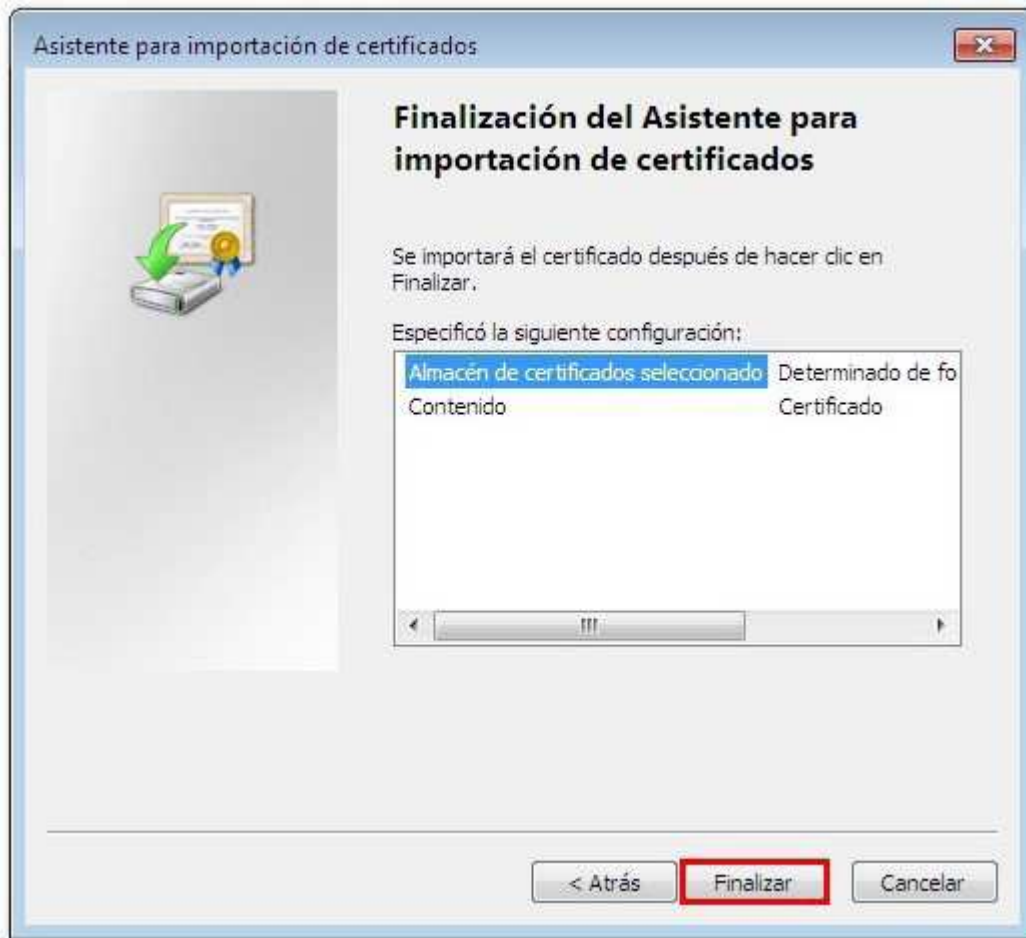 Asistente para importación de certificados
Finalización del Asistente para
importación de certificados
Se importará el certificado después de hacer clic en
Finalizar.
Especificó la siguiente configuración:
Almacén de certificados seleccionado Determinado de fo
Contenido Certificado
< Atrás Finalizar Cancelar